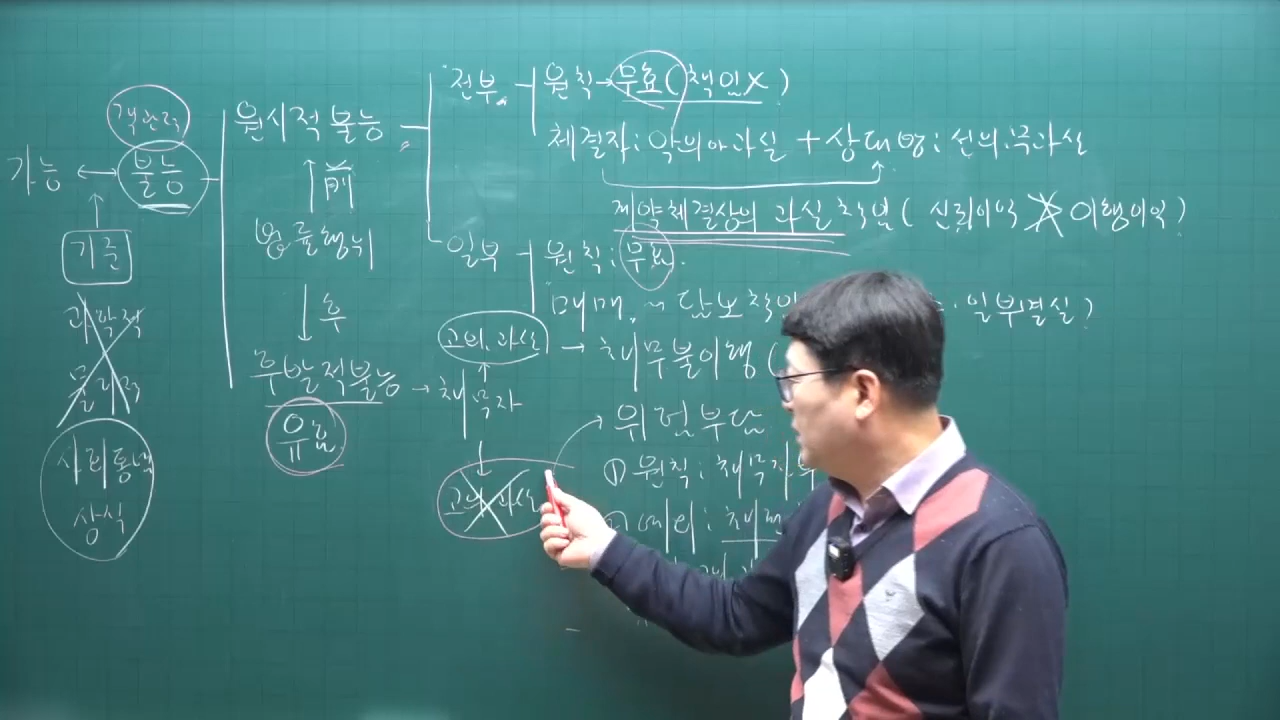 객관적
가능 ↔ 불능
기준
과학적
물리적
사회통념
상식
원시적 불능
↑ 前
법률행위
↓ 후
후발적불능 → 채무자
유효
전부 원칙→무효(책임X)
체결자: 악의or과실 + 상대방: 선의·무과실
계약체결상의 과실책임( 신뢰이익 이행이익)
일부 원칙: 무효.
매매 ~ 담보책임 일부멸실)
고의·과실 → 채무불이행(
위험부담
고의 과실
① 원칙: 채무자
예외: 채권